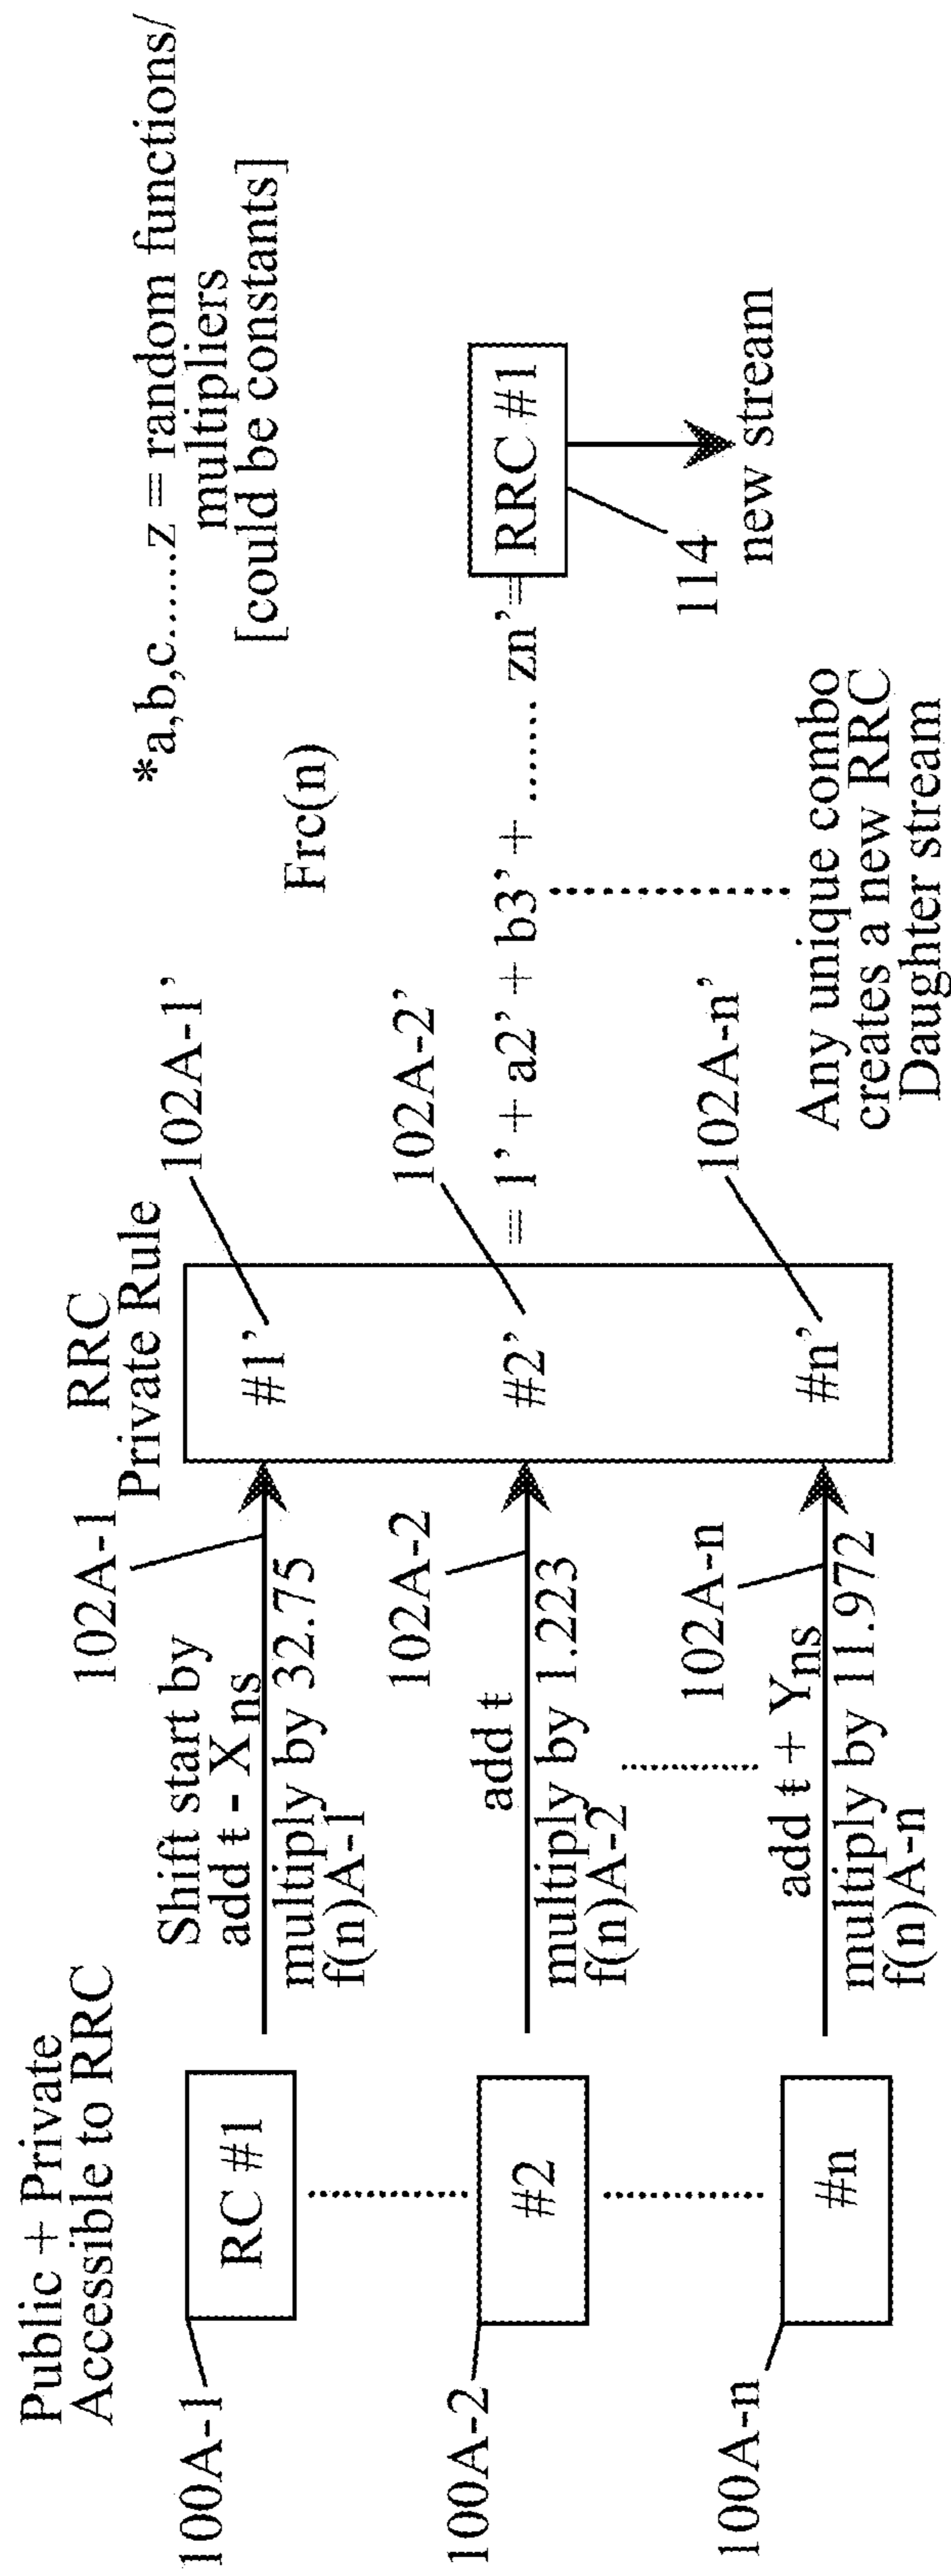 Public + Private
Accessible to RRC
100A-1
RC #1
100A-2
#2
100A-n
#n
Shift start by
add t - Xns
multiply by 32.75
f(n)A-1
102A-1
add t
multiply by 1.223
f(n)A-2
102A-2
add t + Yns
multiply by 11.972
f(n)A-n
102A-n
RRC
Private Rule
#1’
102A-1’
#2’
102A-2’
#n’
102A-n’
= 1’ + a2’ + b3’ + ....... zn’=
Frc(n)
*a,b,c......z = random functions/
multipliers
[could be constants]
RRC #1
114
new stream
Any unique combo
creates a new RRC
Daughter stream